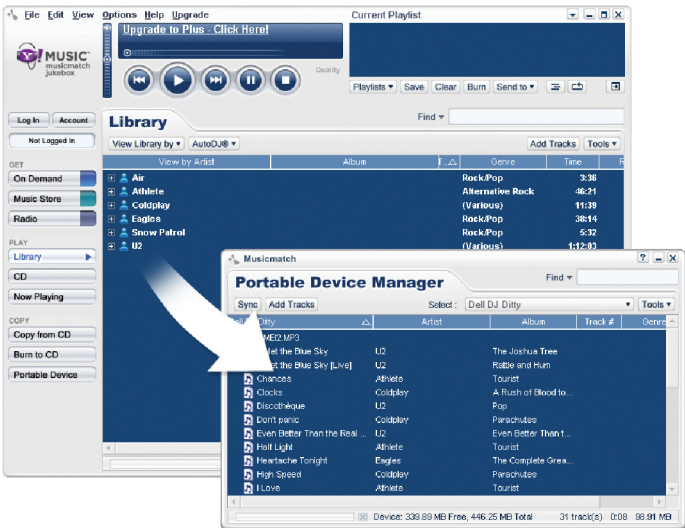 File Edit View Options Help Upgrade
Current Playlist
Upgrade to Plus - Click Here!
Y! MUSIC
musicmatch
jukebox
Quality
Playlists Save Clear Burn Send to
Log In Account
Not Logged In
Library
Find
View Library by AutoDJ® Add Tracks Tools
View by Artist Album T... Genre Time R
GET
On Demand
Music Store
Radio
PLAY
Library
CD
Now Playing
COPY
Copy from CD
Burn to CD
Portable Device
Air Rock/Pop 3:36
Athlete Alternative Rock 46:21
Coldplay (Various) 11:39
Eagles Rock/Pop 38:14
Snow Patrol Rock/Pop 5:32
U2 (Various) 1:12:03
Musicmatch
Portable Device Manager
Find
Sync Add Tracks Select: Dell DJ Ditty Tools
Ditty Artist Album Track # Genre
MEI2.MP3
et the Blue Sky U2 The Joshua Tree
et the Blue Sky [Live] U2 Rattle and Hum
Chances Athlete Tourist
Clocks Coldplay A Rush of Blood to...
Discothèque U2 Pop
Don't panic Coldplay Parachutes
Even Better Than the Real ... U2 Even Better Than t...
Half Light Athlete Tourist
Heartache Tonight Eagles The Complete Grea...
High Speed Coldplay Parachutes
I Love Athlete Tourist
Device: 339.89 MB Free, 446.25 MB Total 31 track(s) 0:08 98.91 MB